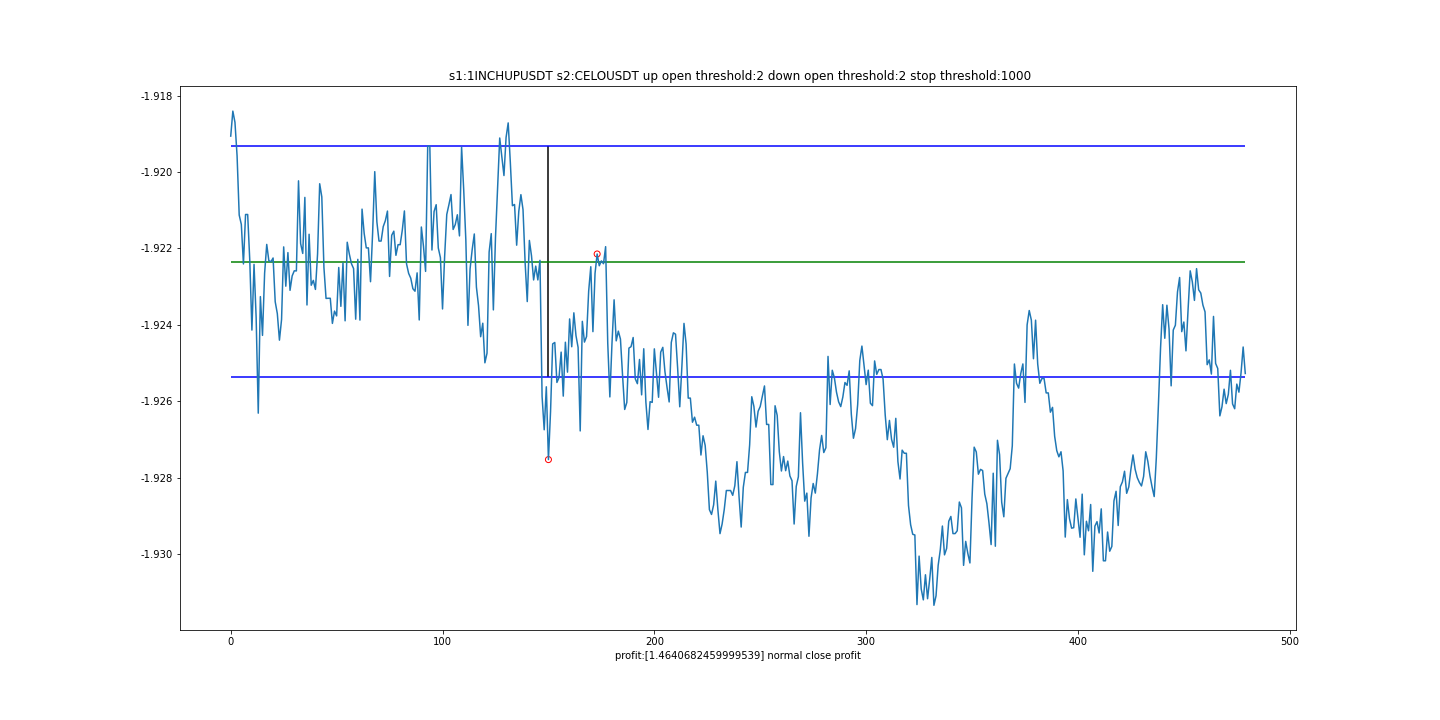 s1:1INCHUPUSDT s2:CELOUSDT up open threshold:2 down open threshold:2 stop threshold:1000
-1.918
-1.920
-1.922
-1.924
-1.926
-1.928
-1.930
0 100 200 300 400 500
profit:[1.4640682459999539] normal close profit